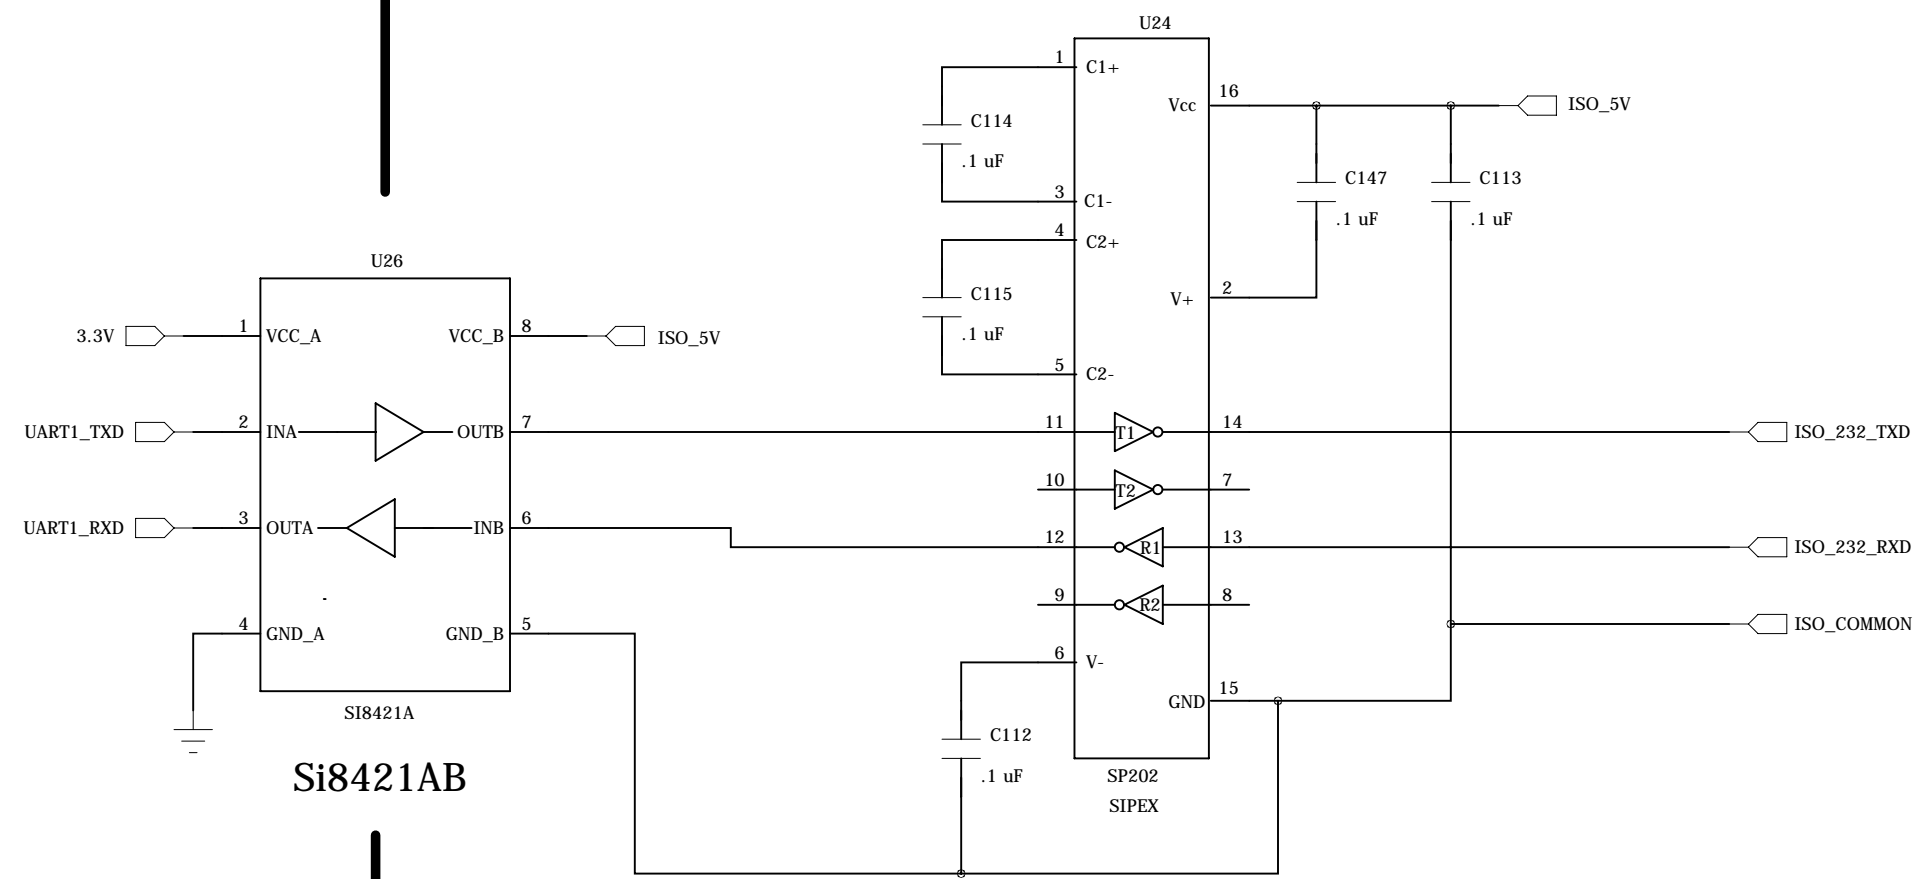 U24
1 C1+
Vcc 16 ISO_5V
C114
.1 uF
C147
.1 uF
C113
.1 uF
3 C1-
4 C2+
C115
.1 uF
V+ 2
5 C2-
U26
3.3V 1 VCC_A VCC_B 8 ISO_5V
UART1_TXD 2 INA OUTB 7 11 T1 14 ISO_232_TXD
10 T2 7
UART1_RXD 3 OUTA INB 6 12 R1 13 ISO_232_RXD
9 R2 8
4 GND_A GND_B 5 ISO_COMMON
6 V-
GND 15
SI8421A
C112
.1 uF
Si8421AB
SP202
SIPEX